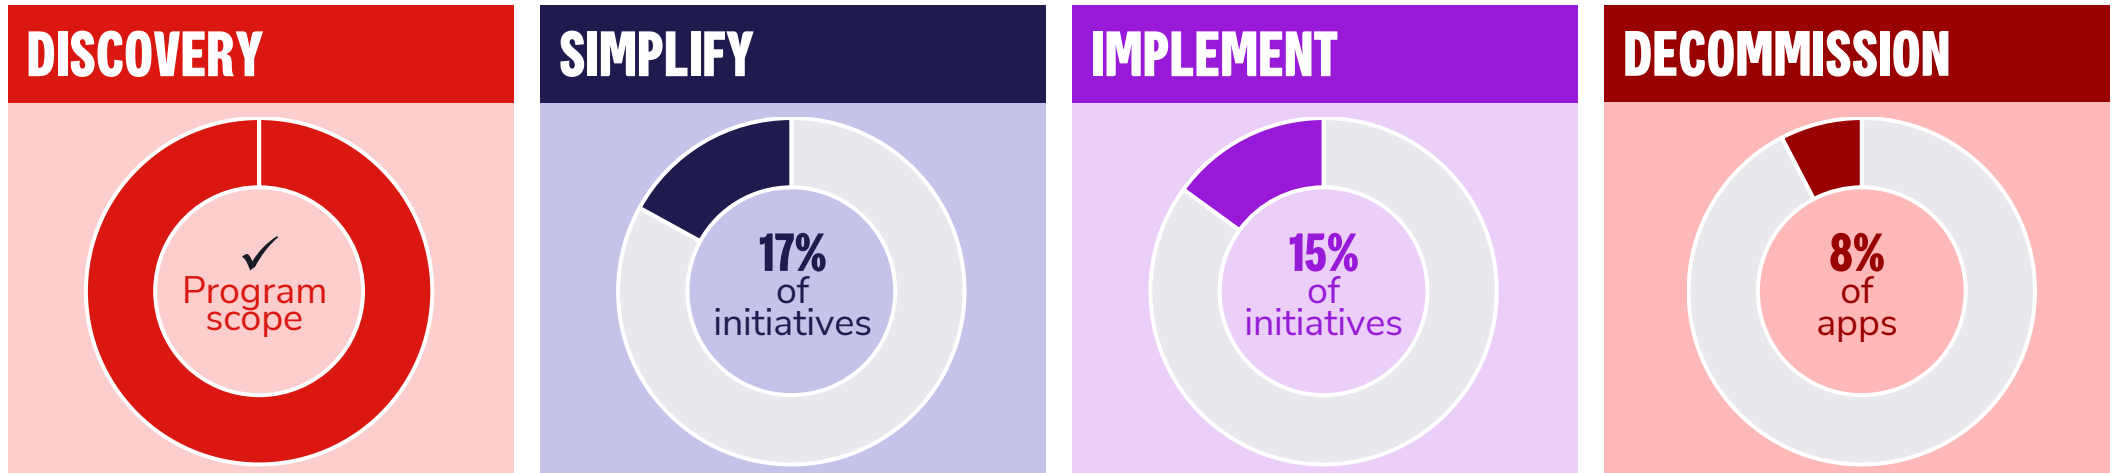 DISCOVERY
✓
Program
scope
SIMPLIFY
17%
of
initiatives
IMPLEMENT
15%
of
initiatives
DECOMMISSION
8%
of
apps